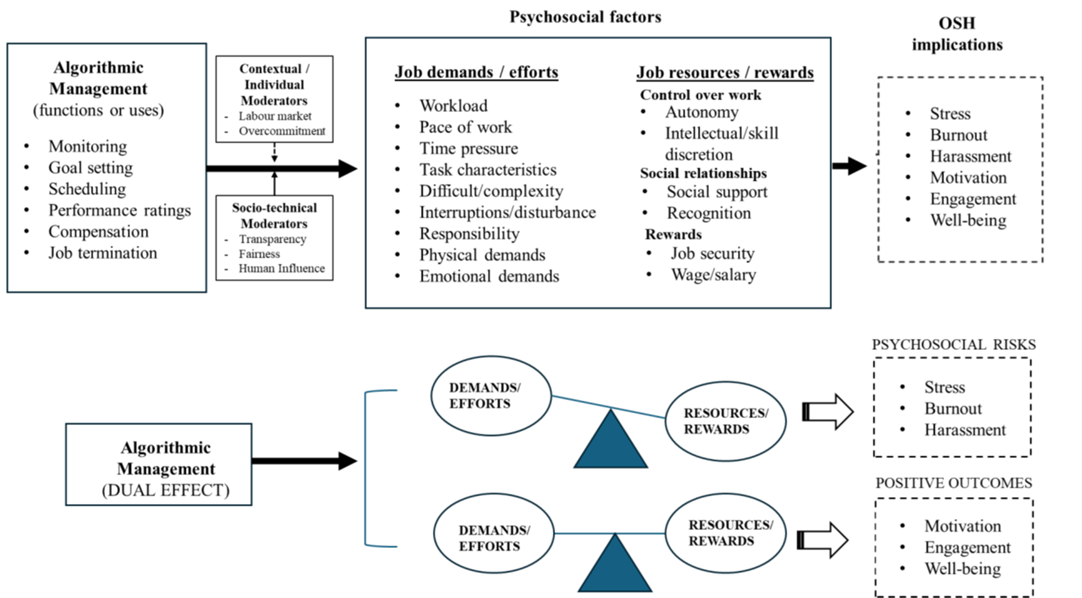 Psychosocial factors
OSH
implications
Algorithmic
Management
(functions or uses)
• Monitoring
• Goal setting
• Scheduling
• Performance ratings
• Compensation
• Job termination
Contextual /
Individual
Moderators
- Labour market
- Overcommitment
Socio-technical
Moderators
- Transparency
- Fairness
- Human Influence
Job demands / efforts
• Workload
• Pace of work
• Time pressure
• Task characteristics
• Difficult/complexity
• Interruptions/disturbance
• Responsibility
• Physical demands
• Emotional demands
Job resources / rewards
Control over work
• Autonomy
• Intellectual/skill
discretion
Social relationships
• Social support
• Recognition
Rewards
• Job security
• Wage/salary
• Stress
• Burnout
• Harassment
• Motivation
• Engagement
• Well-being
Algorithmic
Management
(DUAL EFFECT)
DEMANDS/
EFFORTS
RESOURCES/
REWARDS
PSYCHOSOCIAL RISKS
• Stress
• Burnout
• Harassment
DEMANDS/
EFFORTS
RESOURCES/
REWARDS
POSITIVE OUTCOMES
• Motivation
• Engagement
• Well-being